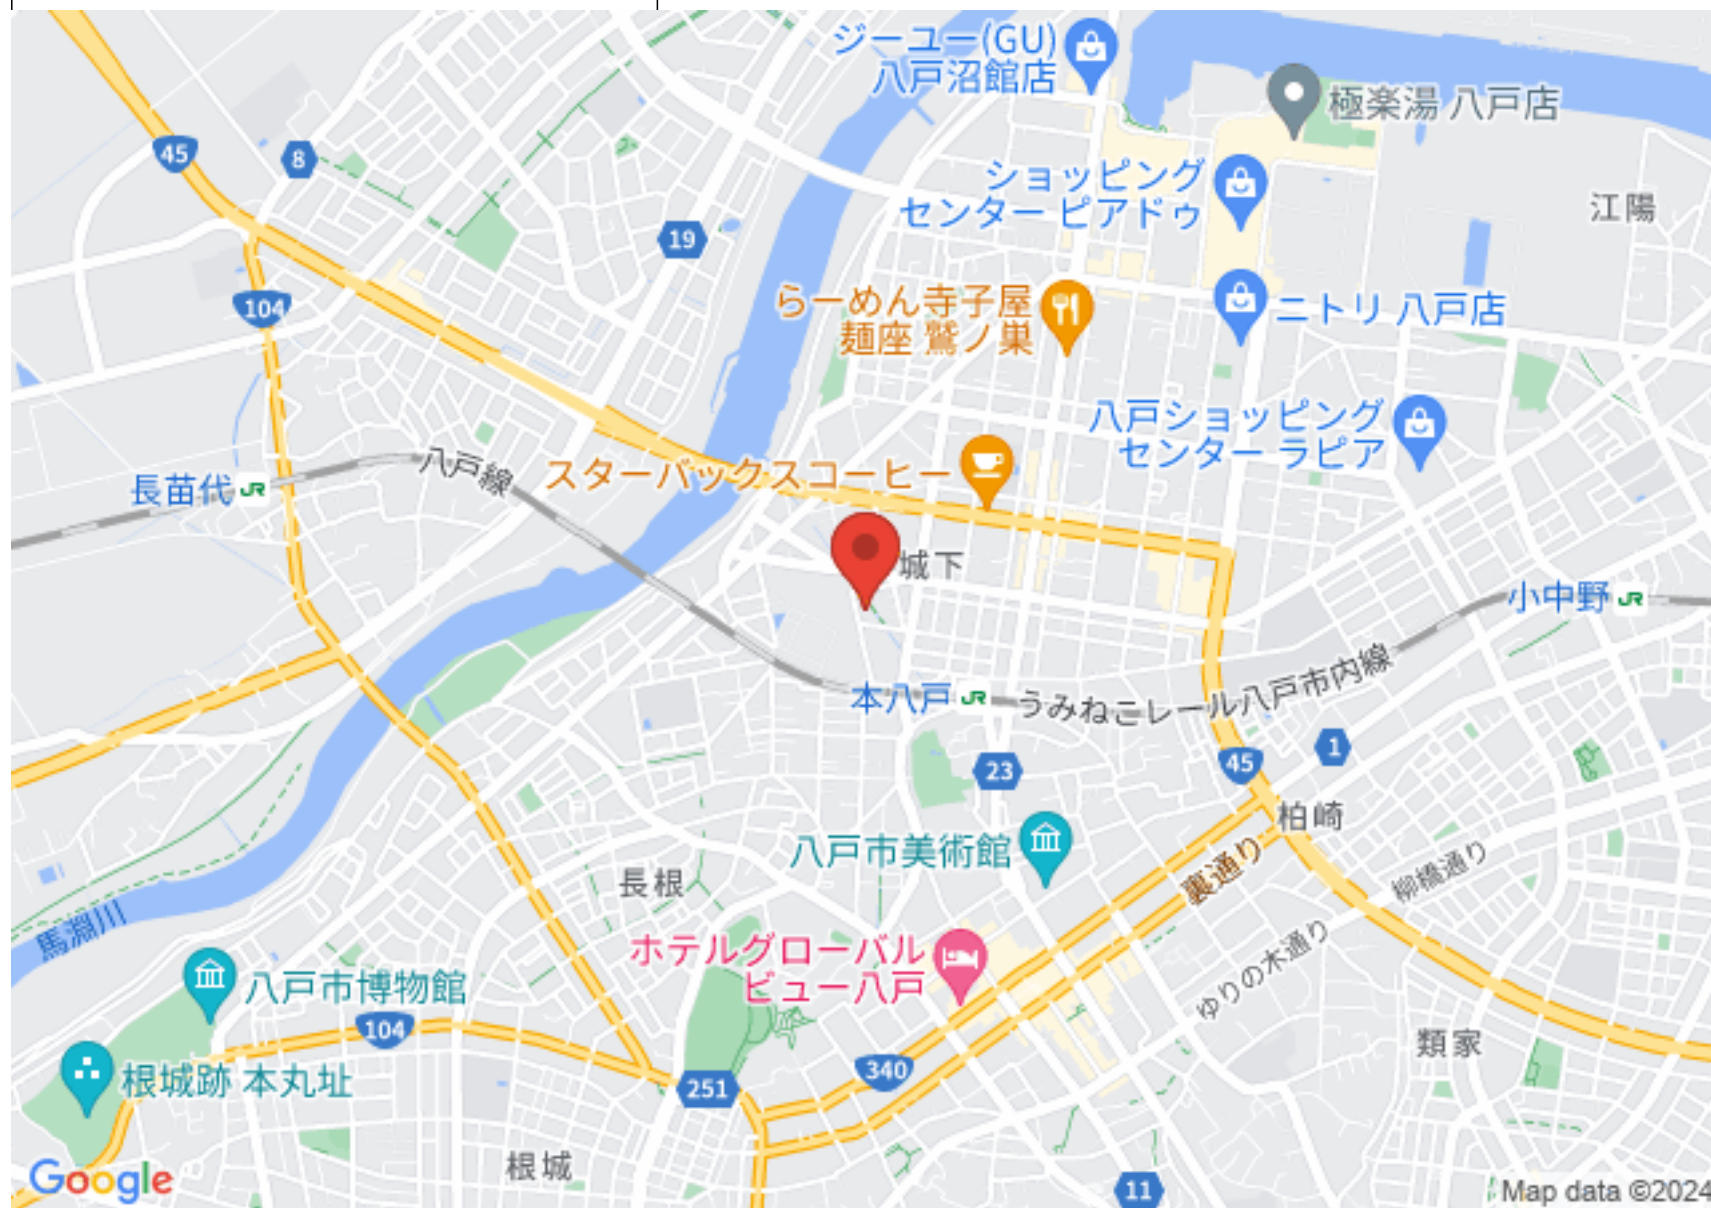 ジーユー(GU)
八戸沼館店
極楽湯 八戸店
45
8
ショッピング
センター ピアドゥ
江陽
19
104
らーめん寺子屋
麺座 鷲ノ巣
ニトリ 八戸店
八戸ショッピング
センター ラピア
八戸線
スターバックスコーヒー
長苗代 JR
城下
小中野 JR
本八戸 JR
うみねこレール八戸市内線
23
45
1
柏崎
八戸市美術館
裏通り
柳橋通り
長根
馬淵川
ホテルグローバル
ビュー八戸
ゆりの木通り
八戸市博物館
104
類家
根城跡 本丸址
340
251
根城
11
Google
Map data ©2024